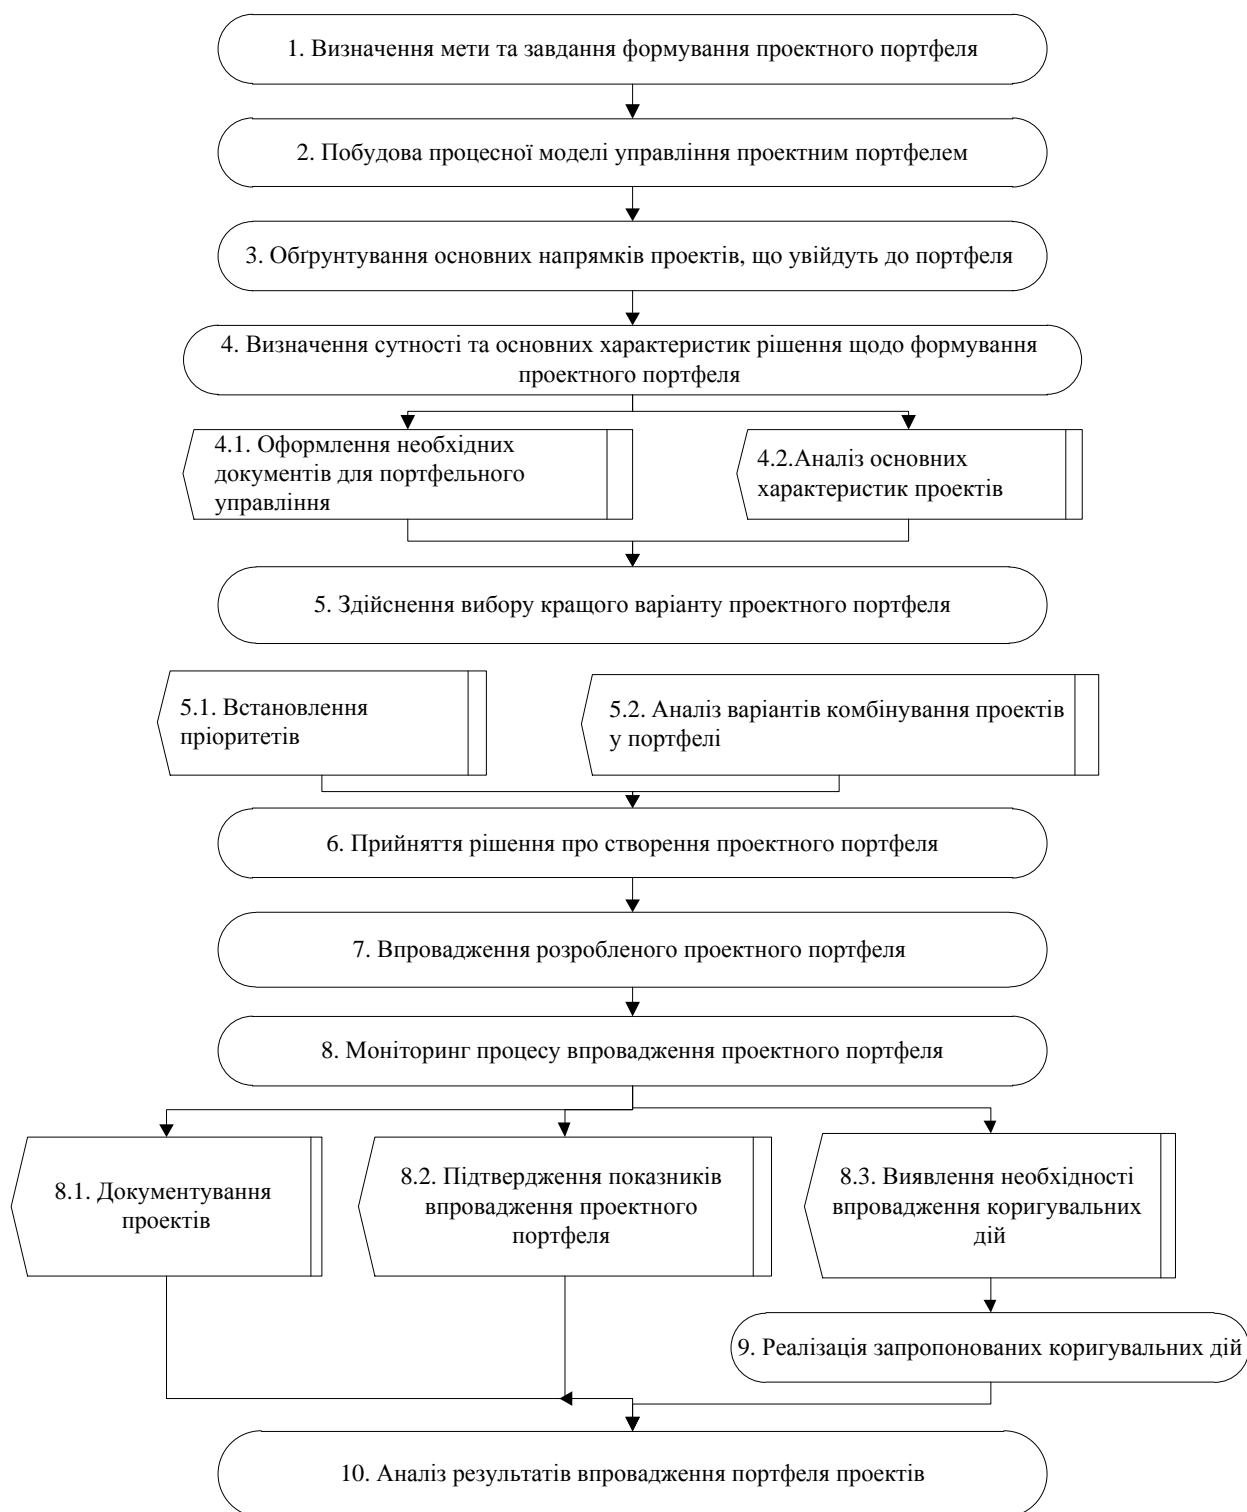 1. Визначення мети та завдання формування проектного портфеля
2. Побудова процесної моделі управління проектним портфелем
3. Обґрунтування основних напрямків проектів, що увійдуть до портфеля
4. Визначення сутності та основних характеристик рішення щодо формування
проектного портфеля
4.1. Оформлення необхідних
документів для портфельного
управління
4.2.Аналіз основних
характеристик проектів
5. Здійснення вибору кращого варіанту проектного портфеля
5.1. Встановлення
пріоритетів
5.2. Аналіз варіантів комбінування проектів
у портфелі
6. Прийняття рішення про створення проектного портфеля
7. Впровадження розробленого проектного портфеля
8. Моніторинг процесу впровадження проектного портфеля
8.1. Документування
проектів
8.2. Підтвердження показників
впровадження проектного
портфеля
8.3. Виявлення необхідності
впровадження коригувальних
дій
9. Реалізація запропонованих коригувальних дій
10. Аналіз результатів впровадження портфеля проектів